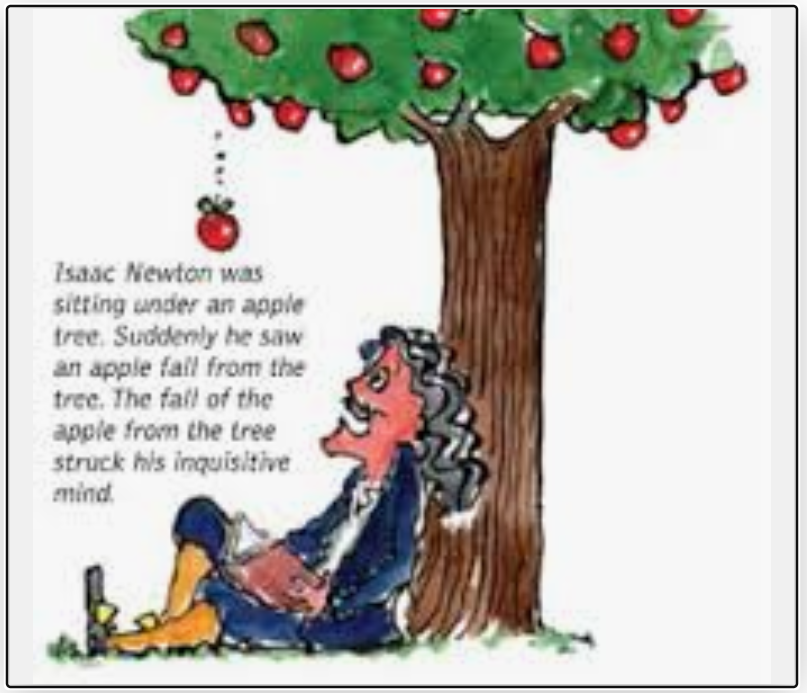 Isaac Newton was
sitting under an apple
tree. Suddenly he saw
an apple fall from the
tree. The fall of the
apple from the tree
struck his inquisitive
mind.